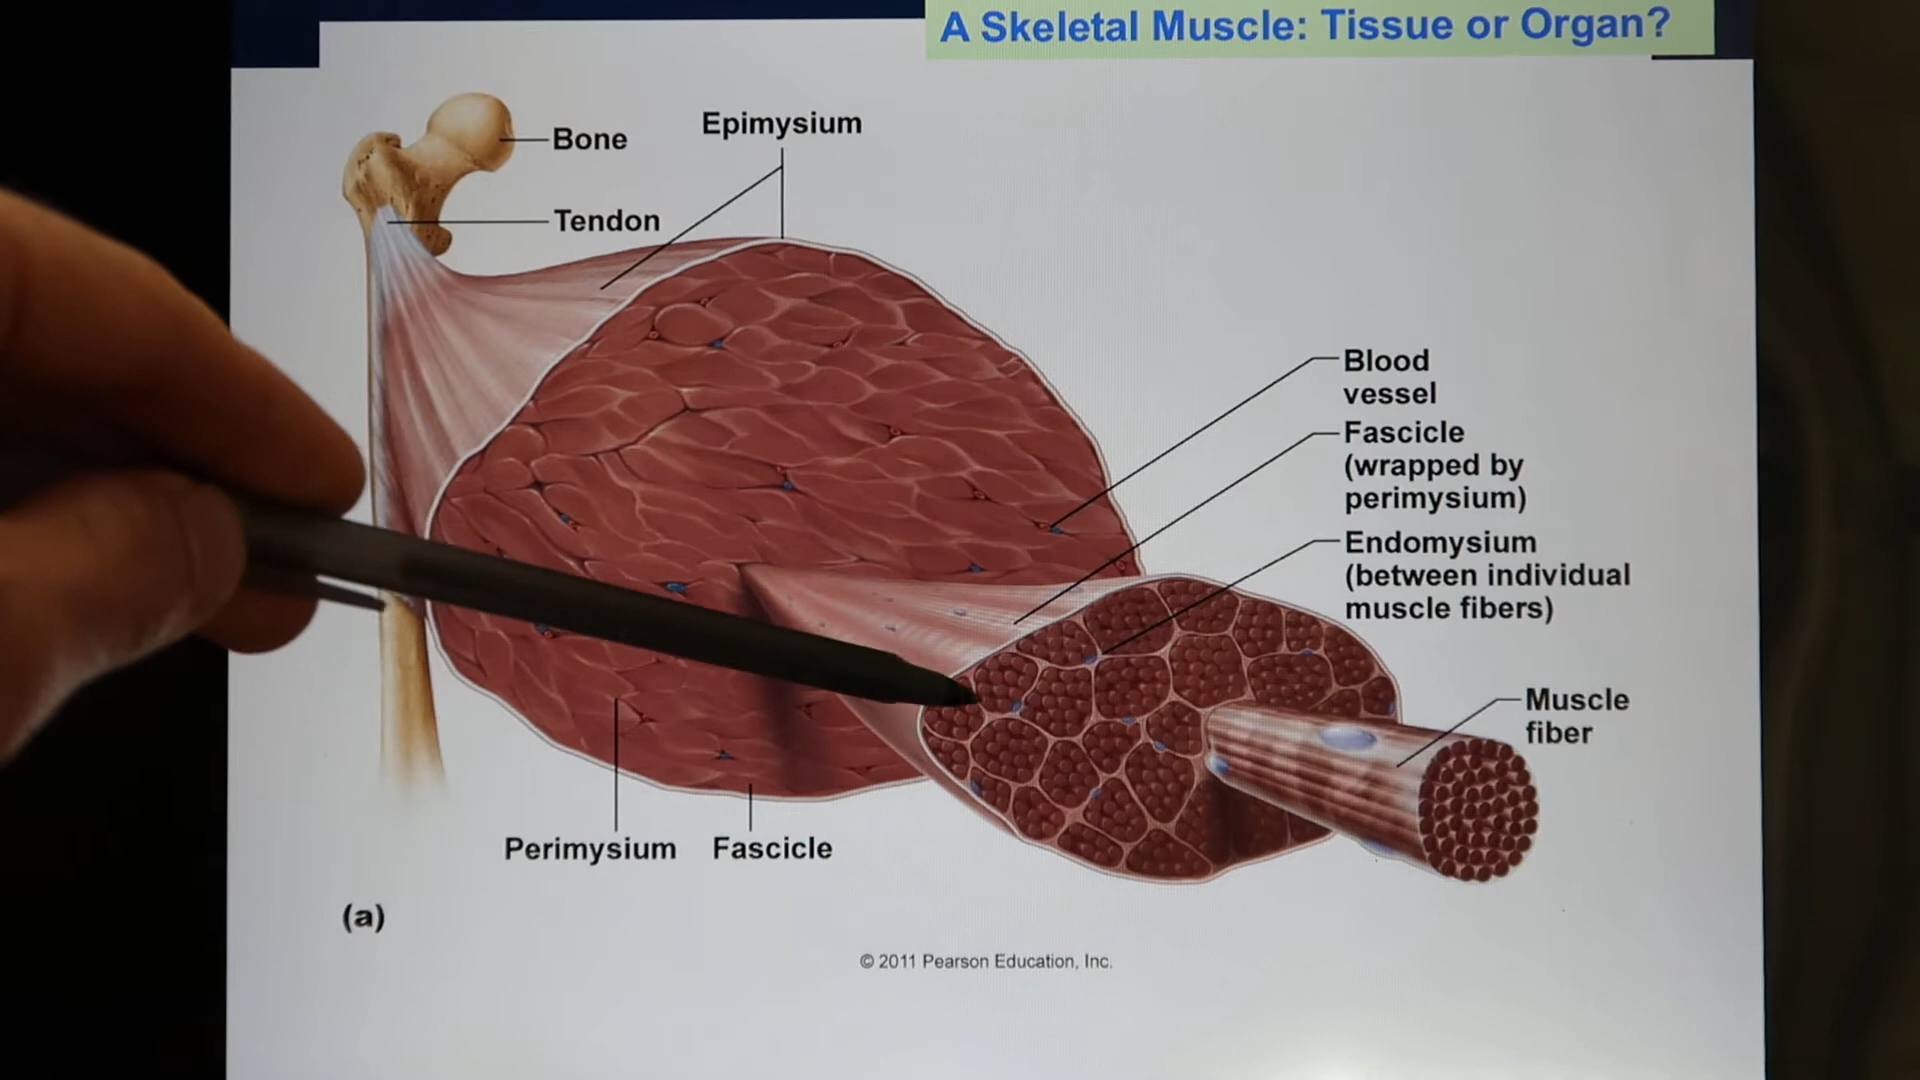 A Skeletal Muscle: Tissue or Organ?
Bone
Epimysium
Tendon
Blood
vessel
Fascicle
(wrapped by
perimysium)
Endomysium
(between individual
muscle fibers)
Muscle
fiber
Perimysium
Fascicle
(a)
© 2011 Pearson Education, Inc.